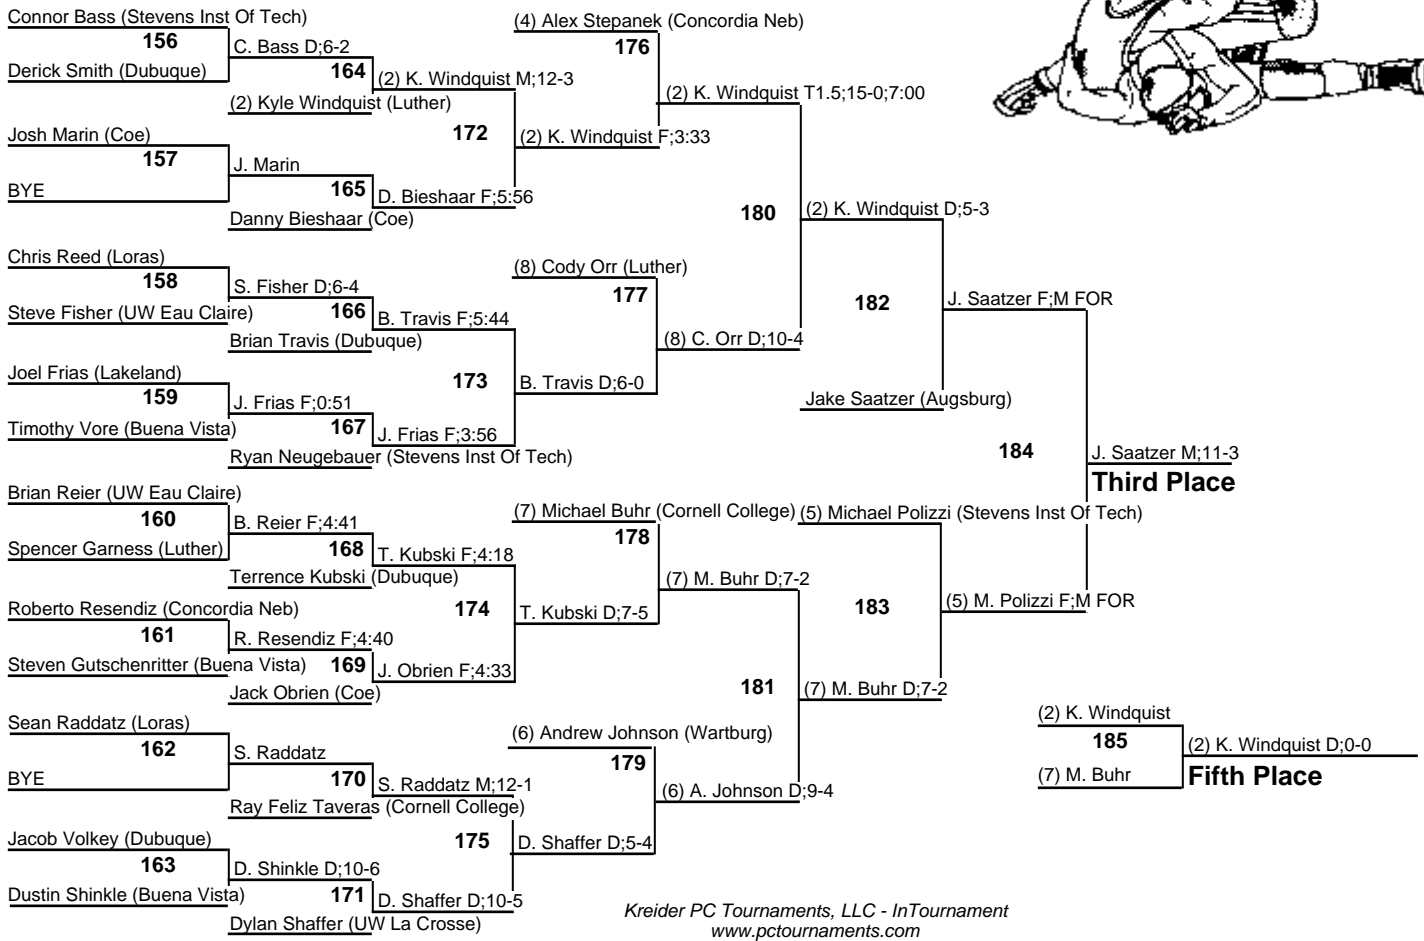 Connor Bass (Stevens Inst Of Tech)
156
Derick Smith (Dubuque)
C. Bass D;6-2
164
(2) Kyle Windquist (Luther)
(2) K. Windquist M;12-3
Josh Marin (Coe)
157
BYE
J. Marin
165
Danny Bieshaar (Coe)
D. Bieshaar F;5:56
172
(2) K. Windquist F;3:33
(4) Alex Stepanek (Concordia Neb)
176
(2) K. Windquist T1.5;15-0;7:00
Chris Reed (Loras)
158
Steve Fisher (UW Eau Claire)
S. Fisher D;6-4
166
Brian Travis (Dubuque)
B. Travis F;5:44
Joel Frias (Lakeland)
159
Timothy Vore (Buena Vista)
J. Frias F;0:51
167
Ryan Neugebauer (Stevens Inst Of Tech)
J. Frias F;3:56
173
B. Travis D;6-0
(8) Cody Orr (Luther)
177
(8) C. Orr D;10-4
180
(2) K. Windquist D;5-3
182
Jake Saatzer (Augsburg)
J. Saatzer F;M FOR
Brian Reier (UW Eau Claire)
160
Spencer Garness (Luther)
B. Reier F;4:41
168
Terrence Kubski (Dubuque)
T. Kubski F;4:18
Roberto Resendiz (Concordia Neb)
161
Steven Gutschenritter (Buena Vista)
R. Resendiz F;4:40
169
Jack Obrien (Coe)
J. Obrien F;4:33
174
T. Kubski D;7-5
(7) Michael Buhr (Cornell College)
178
(7) M. Buhr D;7-2
Sean Raddatz (Loras)
162
BYE
S. Raddatz
170
Ray Feliz Taveras (Cornell College)
S. Raddatz M;12-1
Jacob Volkey (Dubuque)
163
Dustin Shinkle (Buena Vista)
D. Shinkle D;10-6
171
Dylan Shaffer (UW La Crosse)
D. Shaffer D;10-5
175
D. Shaffer D;5-4
(6) Andrew Johnson (Wartburg)
179
(6) A. Johnson D;9-4
181
(7) M. Buhr D;7-2
(5) Michael Polizzi (Stevens Inst Of Tech)
183
(5) M. Polizzi F;M FOR
184
J. Saatzer M;11-3
Third Place
(2) K. Windquist
185
(7) M. Buhr
(2) K. Windquist D;0-0
Fifth Place
Kreider PC Tournaments, LLC - InTournament
www.pctournaments.com